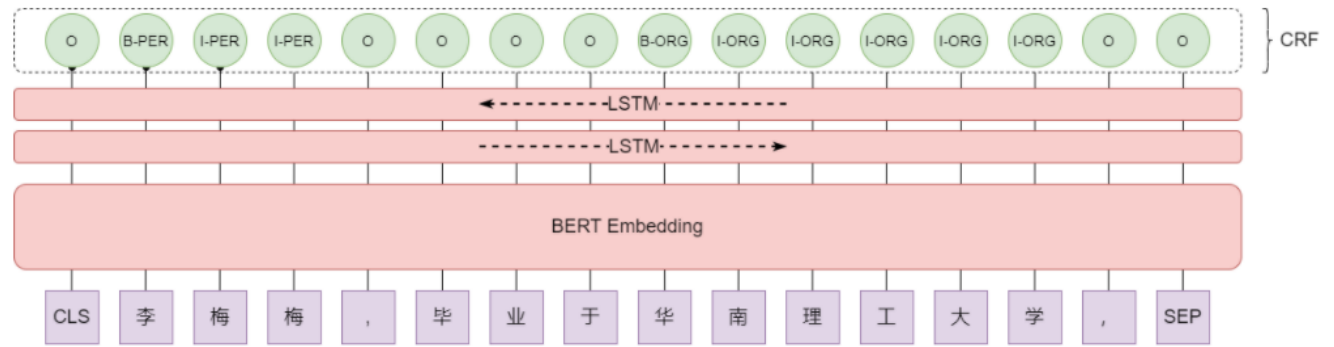 O B-PER I-PER I-PER O O O O B-ORG I-ORG I-ORG I-ORG I-ORG I-ORG O O CRF
LSTM
LSTM
BERT Embedding
CLS 李 梅 梅 , 毕 业 于 华 南 理 工 大 学 , SEP